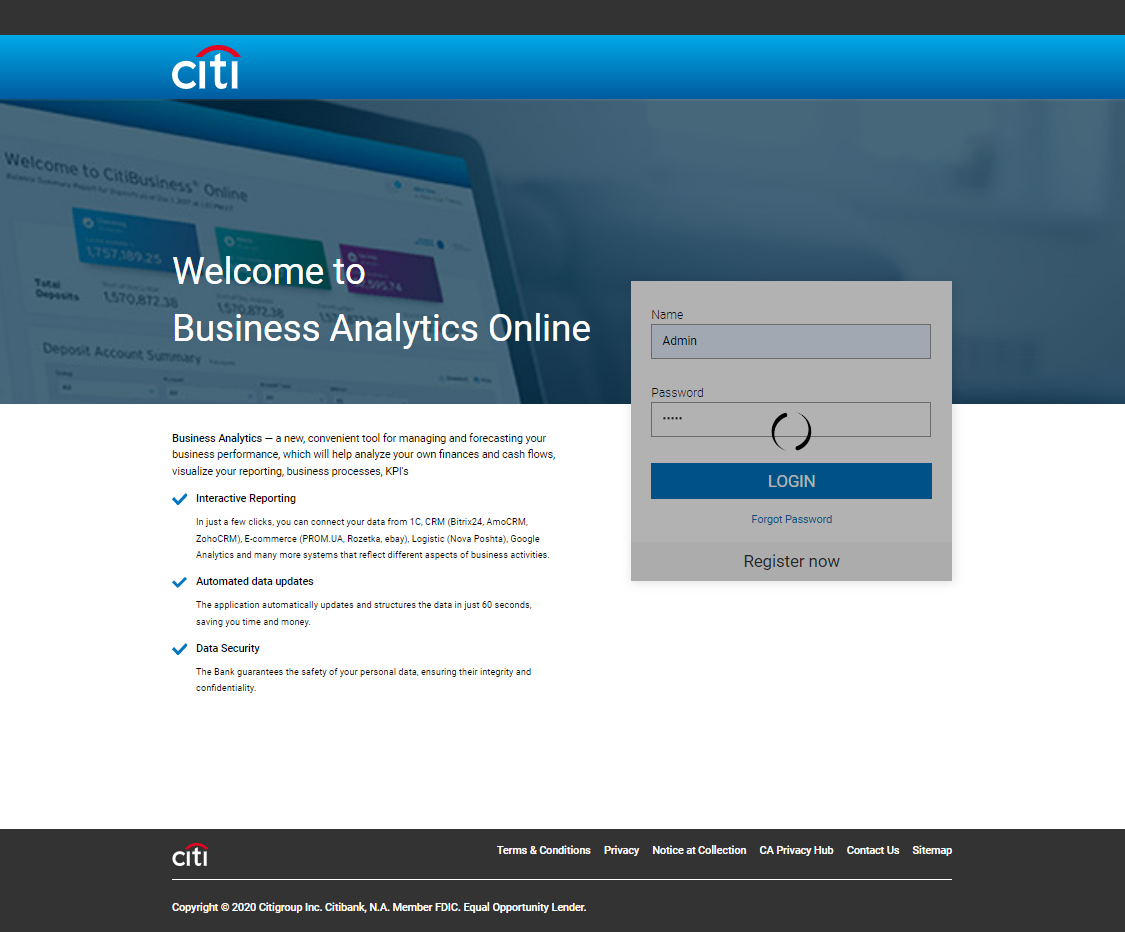 citi
Welcome to CitiBusiness® Online
1,757,189.25
Total
Deposits
1,570,872.38
1,570,872.38
Deposit Account Summary
All
All
All
All
Welcome to
Business Analytics Online
Name
Admin
Password
•••••
LOGIN
Forgot Password
Register now
Business Analytics — a new, convenient tool for managing and forecasting your
business performance, which will help analyze your own finances and cash flows,
visualize your reporting, business processes, KPI's
Interactive Reporting
In just a few clicks, you can connect your data from 1C, CRM (Bitrix24, AmoCRM,
ZohoCRM), E-commerce (PROM.UA, Rozetka, ebay), Logistic (Nova Poshta), Google
Analytics and many more systems that reflect different aspects of business activities.
Automated data updates
The application automatically updates and structures the data in just 60 seconds,
saving you time and money.
Data Security
The Bank guarantees the safety of your personal data, ensuring their integrity and
confidentiality.
citi
Terms & Conditions Privacy Notice at Collection CA Privacy Hub Contact Us Sitemap
Copyright © 2020 Citigroup Inc. Citibank, N.A. Member FDIC. Equal Opportunity Lender.